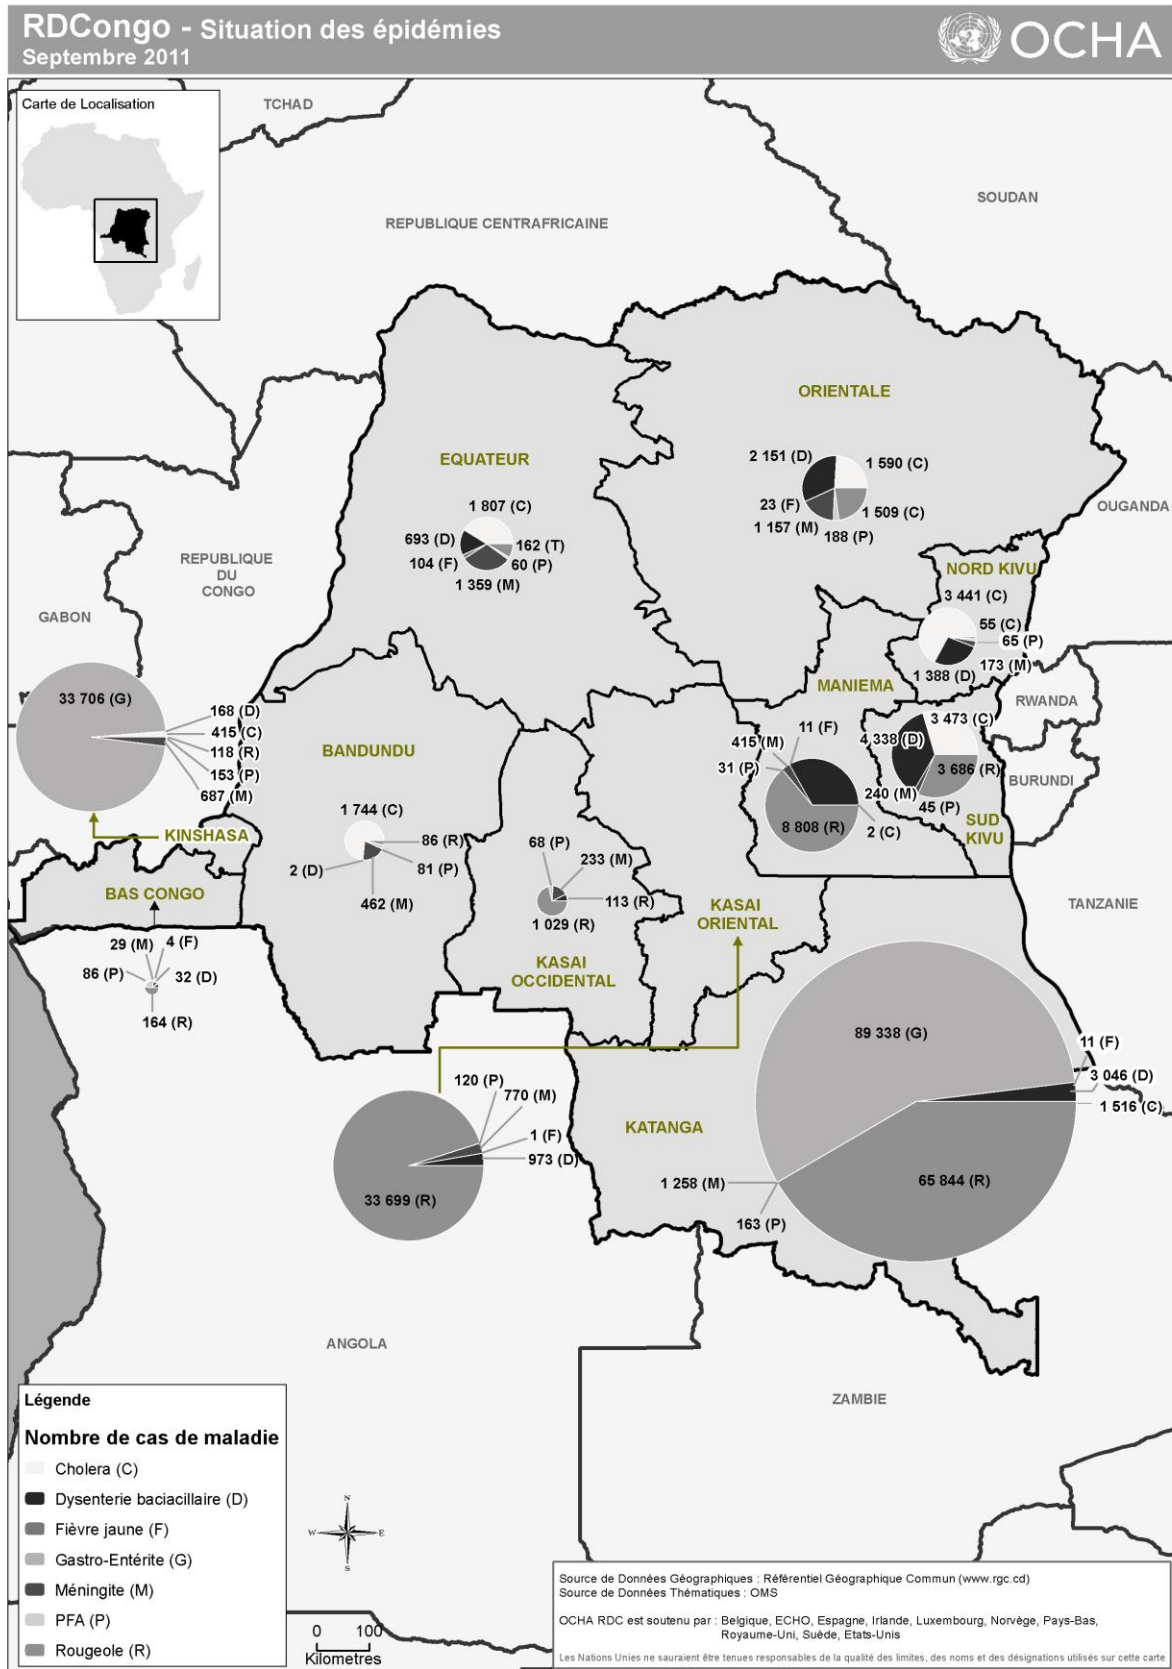 RDCongo - Situation des épidémies
Septembre 2011
OCHA
Carte de Localisation
TCHAD
SOUDAN
REPUBLIQUE CENTRAFRICAINE
ORIENTALE
2 151 (D)
1 590 (C)
23 (F)
1 509 (C)
1 157 (M)
188 (P)
EQUATEUR
1 807 (C)
693 (D)
162 (T)
104 (F)
60 (P)
1 359 (M)
OUGANDA
REPUBLIQUE
DU
CONGO
GABON
NORD KIVU
3 441 (C)
55 (C)
65 (P)
1 388 (D)
173 (M)
MANIEMA
RWANDA
11 (F)
415 (M)
31 (P)
8 808 (R)
2 (C)
3 473 (C)
4 338 (D)
3 686 (R)
240 (M)
45 (P)
SUD
KIVU
BURUNDI
33 706 (G)
168 (D)
415 (C)
118 (R)
153 (P)
687 (M)
KINSHASA
BANDUNDU
1 744 (C)
86 (R)
2 (D)
81 (P)
462 (M)
68 (P)
233 (M)
113 (R)
1 029 (R)
KASAI
OCCIDENTAL
KASAI
ORIENTAL
TANZANIE
BAS CONGO
29 (M)
4 (F)
86 (P)
32 (D)
164 (R)
89 338 (G)
11 (F)
3 046 (D)
1 516 (C)
65 844 (R)
KATANGA
1 258 (M)
163 (P)
120 (P)
770 (M)
1 (F)
973 (D)
33 699 (R)
ANGOLA
ZAMBIE
Légende
Nombre de cas de maladie
Cholera (C)
Dysenterie baciacillaire (D)
Fièvre jaune (F)
Gastro-Entérite (G)
Méningite (M)
PFA (P)
Rougeole (R)
N
W E
S
0 100
Kilometres
Source de Données Géographiques : Référentiel Géographique Commun (www.rgc.cd)
Source de Données Thématiques : OMS
OCHA RDC est soutenu par : Belgique, ECHO, Espagne, Irlande, Luxembourg, Norvège, Pays-Bas,
Royaume-Uni, Suède, Etats-Unis
Les Nations Unies ne sauraient être tenues responsables de la qualité des limites, des noms et des désignations utilisés sur cette carte